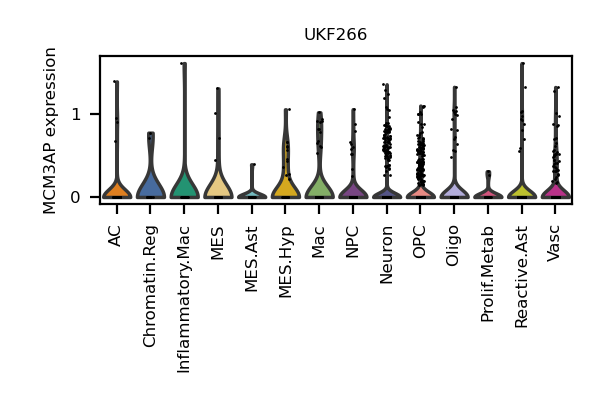 UKF266
MCM3AP expression
1
0
AC
Chromatin.Reg
Inflammatory.Mac
MES
MES.Ast
MES.Hyp
Mac
NPC
Neuron
OPC
Oligo
Prolif.Metab
Reactive.Ast
Vasc